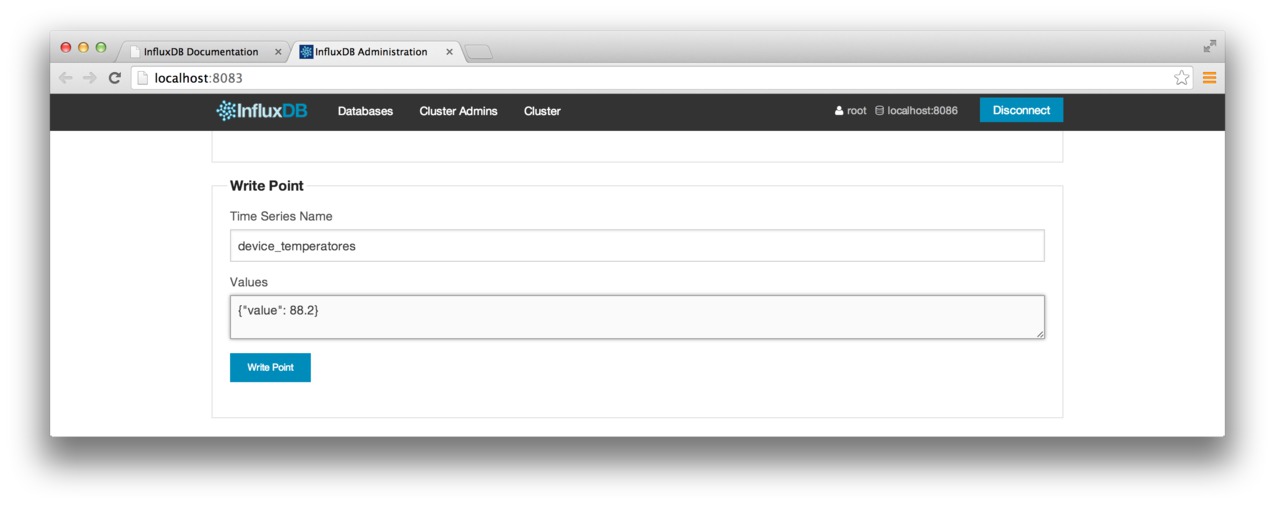 InfluxDB Documentation InfluxDB Administration
localhost:8083
InfluxDB Databases Cluster Admins Cluster root localhost:8086 Disconnect
Write Point
Time Series Name
device_temperatores
Values
{"value": 88.2}
Write Point